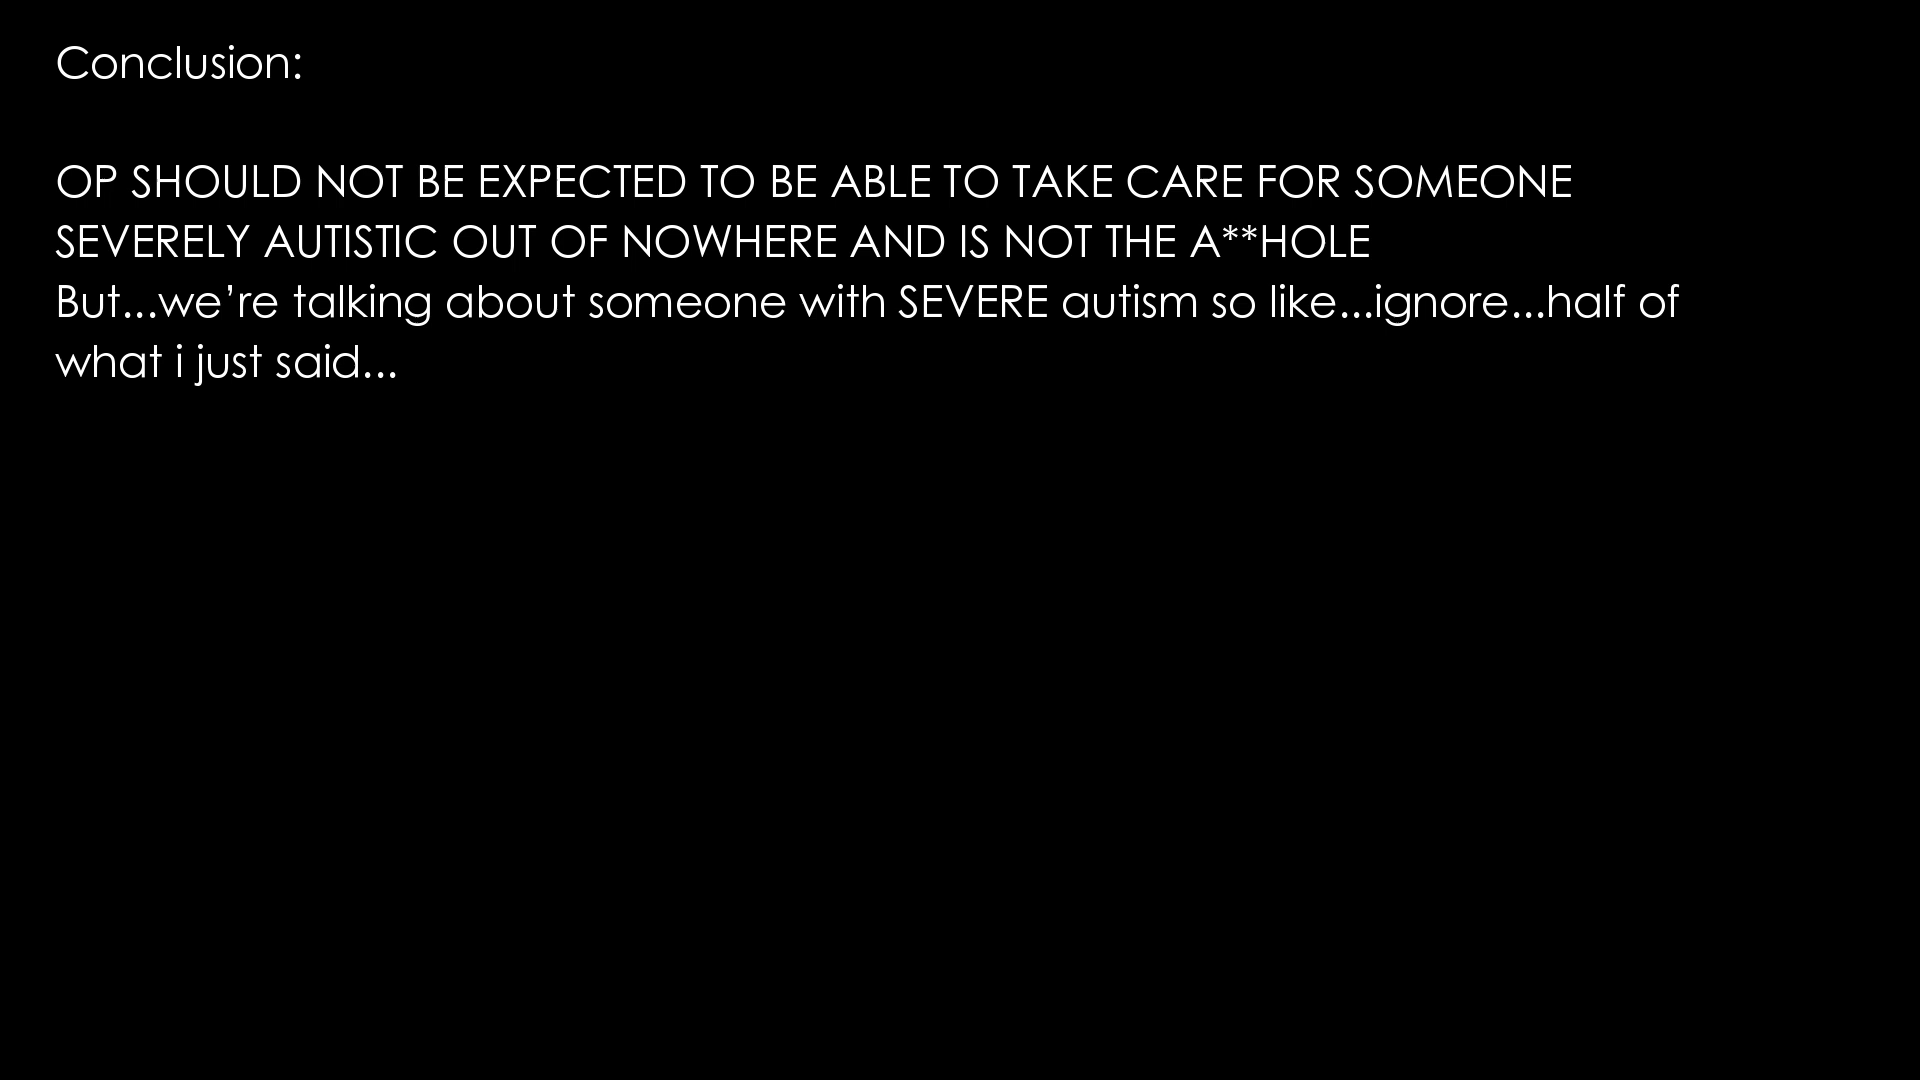 Conclusion:
OP SHOULD NOT BE EXPECTED TO BE ABLE TO TAKE CARE FOR SOMEONE
SEVERELY AUTISTIC OUT OF NOWHERE AND IS NOT THE A**HOLE
But...we’re talking about someone with SEVERE autism so like...ignore...half of
what i just said...